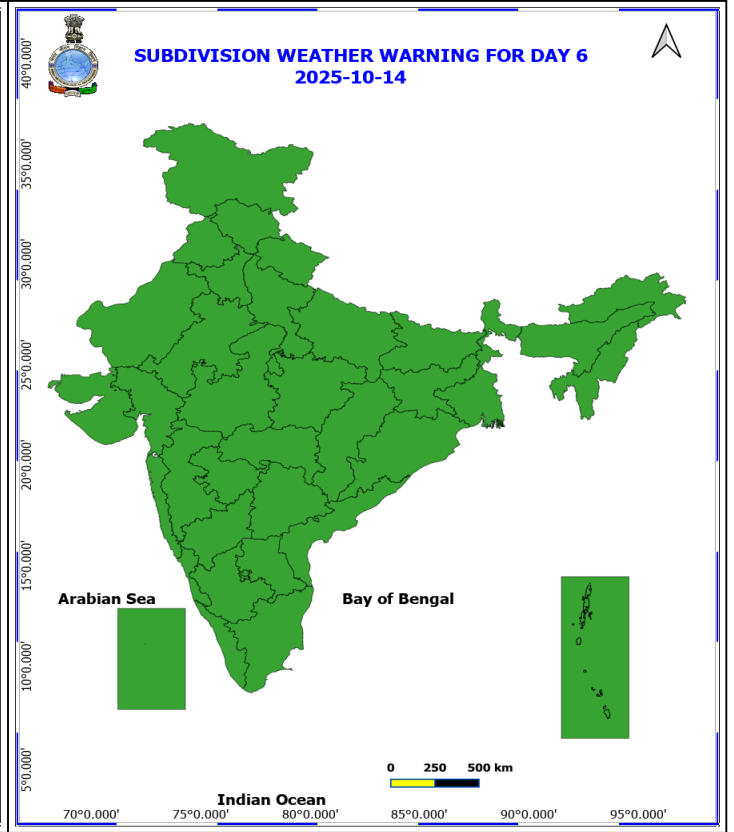 SUBDIVISION WEATHER WARNING FOR DAY 6
2025-10-14
40°0.000'
35°0.000'
30°0.000'
25°0.000'
20°0.000'
15°0.000'
10°0.000'
5°0.000'
Arabian Sea
Bay of Bengal
0 250 500 km
Indian Ocean
70°0.000' 75°0.000' 80°0.000' 85°0.000' 90°0.000' 95°0.000'